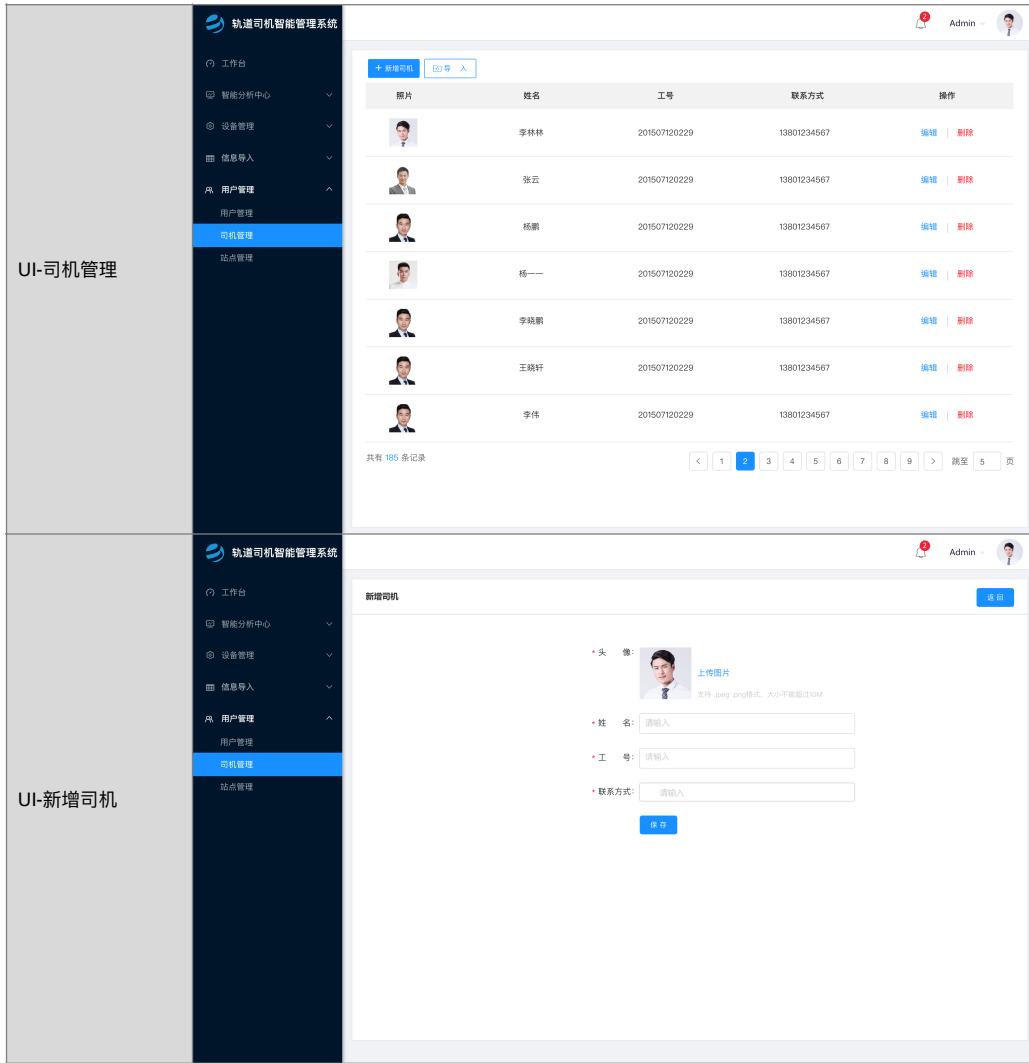 UI-司机管理
轨道司机智能管理系统
2
Admin
工作台
智能分析中心
设备管理
信息导入
用户管理
用户管理
司机管理
站点管理
+ 新增司机 导 入
照片 姓名 工号 联系方式 操作
李林林 201507120229 13801234567 编辑 删除
张云 201507120229 13801234567 编辑 删除
杨鹏 201507120229 13801234567 编辑 删除
杨一一 201507120229 13801234567 编辑 删除
李晓鹏 201507120229 13801234567 编辑 删除
王晓轩 201507120229 13801234567 编辑 删除
李伟 201507120229 13801234567 编辑 删除
共有 185 条记录 < 1 2 3 4 5 6 7 8 9 > 跳至 5 页
UI-新增司机
轨道司机智能管理系统
2
Admin
工作台
智能分析中心
设备管理
信息导入
用户管理
用户管理
司机管理
站点管理
新增司机 返 回
* 头 像:
上传图片
支持 .jpeg .png格式，大小不能超过10M
* 姓 名: 请输入
* 工 号: 请输入
* 联系方式: 请输入
保 存